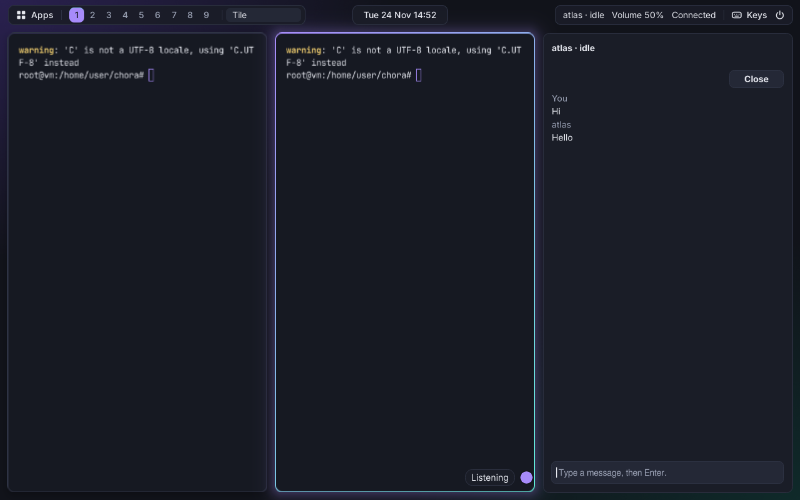 Apps 1 2 3 4 5 6 7 8 9 Tile
Tue 24 Nov 14:52
atlas · idle Volume 50% Connected Keys
warning: 'C' is not a UTF-8 locale, using 'C.UT
F-8' instead
root@vm:/home/user/chora#
warning: 'C' is not a UTF-8 locale, using 'C.UT
F-8' instead
root@vm:/home/user/chora#
Listening
atlas · idle
Close
You
Hi
atlas
Hello
Type a message, then Enter.